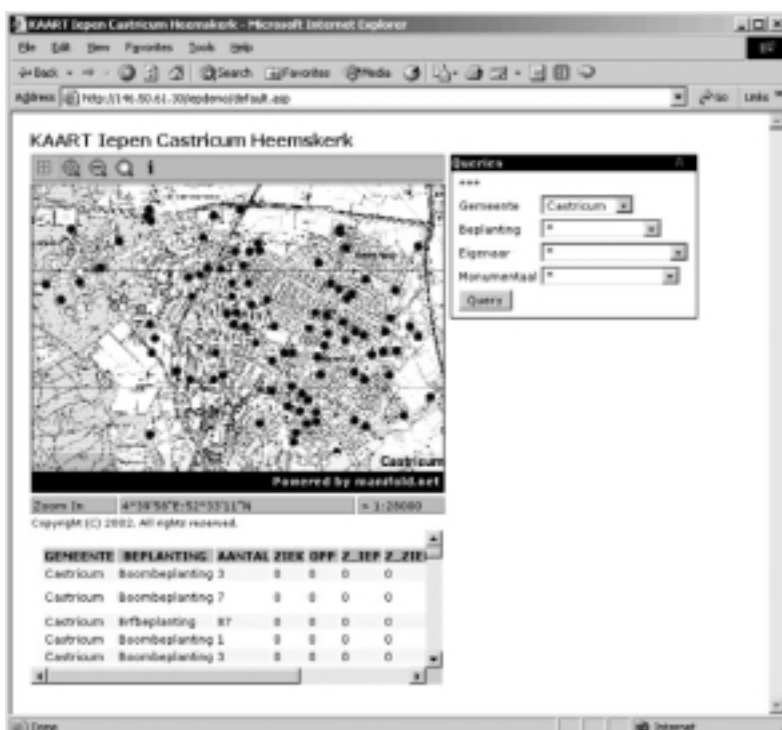 KAART Iepen Castricum Heemskerk - Microsoft Internet Explorer
File Edit View Favorites Tools Help
Back Search Favorites Media
Address http://146.50.61.30/iepdemo/default.asp Go Links
KAART Iepen Castricum Heemskerk
Queries
***
Gemeente Castricum
Beplanting *
Eigenaar *
Monumentaal *
Query
Castricum
Powered by manifold.net
Zoom In 4°39'58"E:52°33'11"N > 1:28000
Copyright (C) 2002. All rights reserved.
GEMEENTE BEPLANTING AANTAL ZIEK OPP Z_IEP Z_ZIE
Castricum Boombeplanting 3 0 0 0 0
Castricum Boombeplanting 7 0 0 0 0
Castricum Erfbeplanting 87 0 0 0 0
Castricum Boombeplanting 1 0 0 0 0
Castricum Boombeplanting 3 0 0 0 0
Done Internet